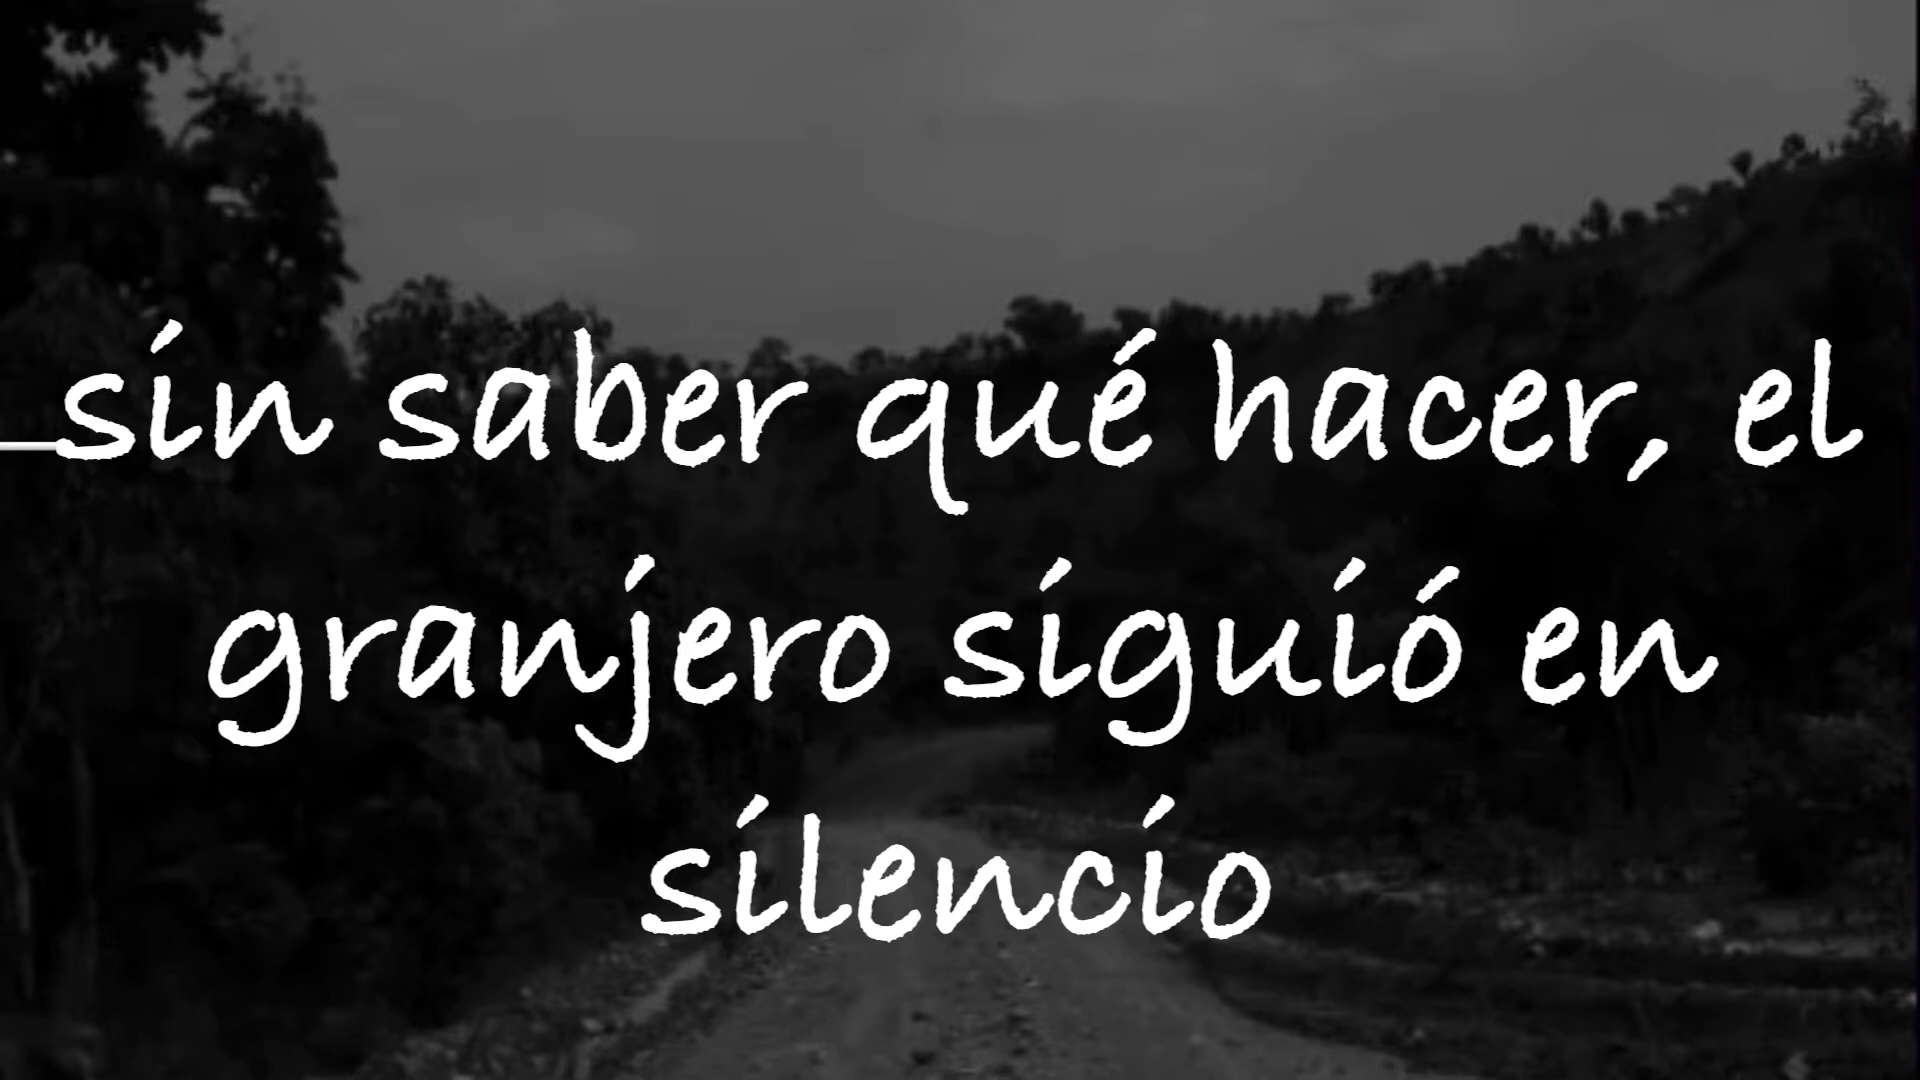 sin saber qué hacer, el
granjero siguió en
silencio